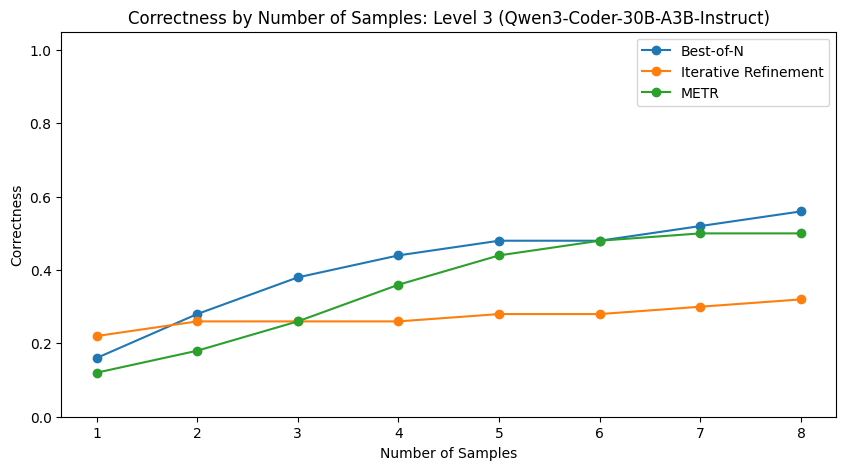 Correctness by Number of Samples: Level 3 (Qwen3-Coder-30B-A3B-Instruct)
Best-of-N
Iterative Refinement
METR
Correctness
1.0
0.8
0.6
0.4
0.2
0.0
1 2 3 4 5 6 7 8
Number of Samples